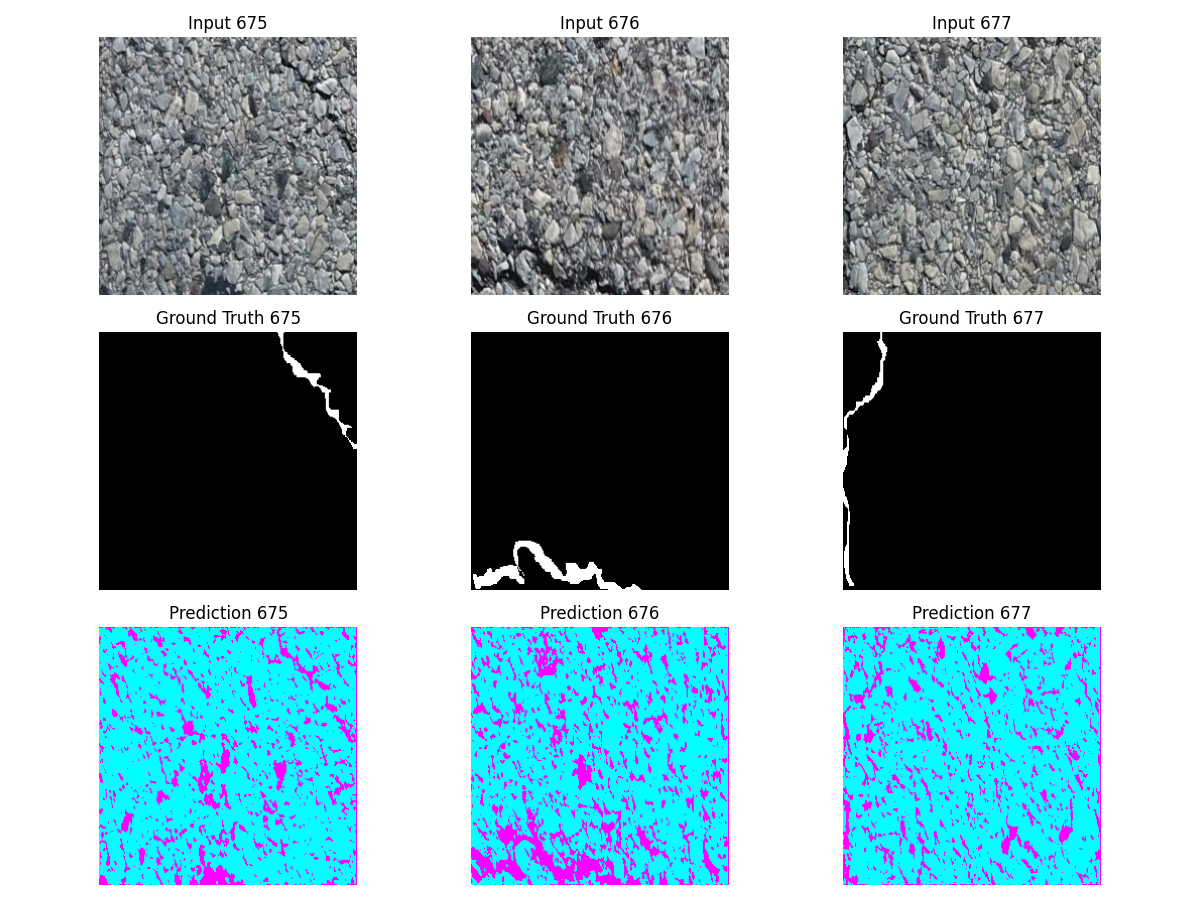 Input 675
Input 676
Input 677
Ground Truth 675
Ground Truth 676
Ground Truth 677
Prediction 675
Prediction 676
Prediction 677